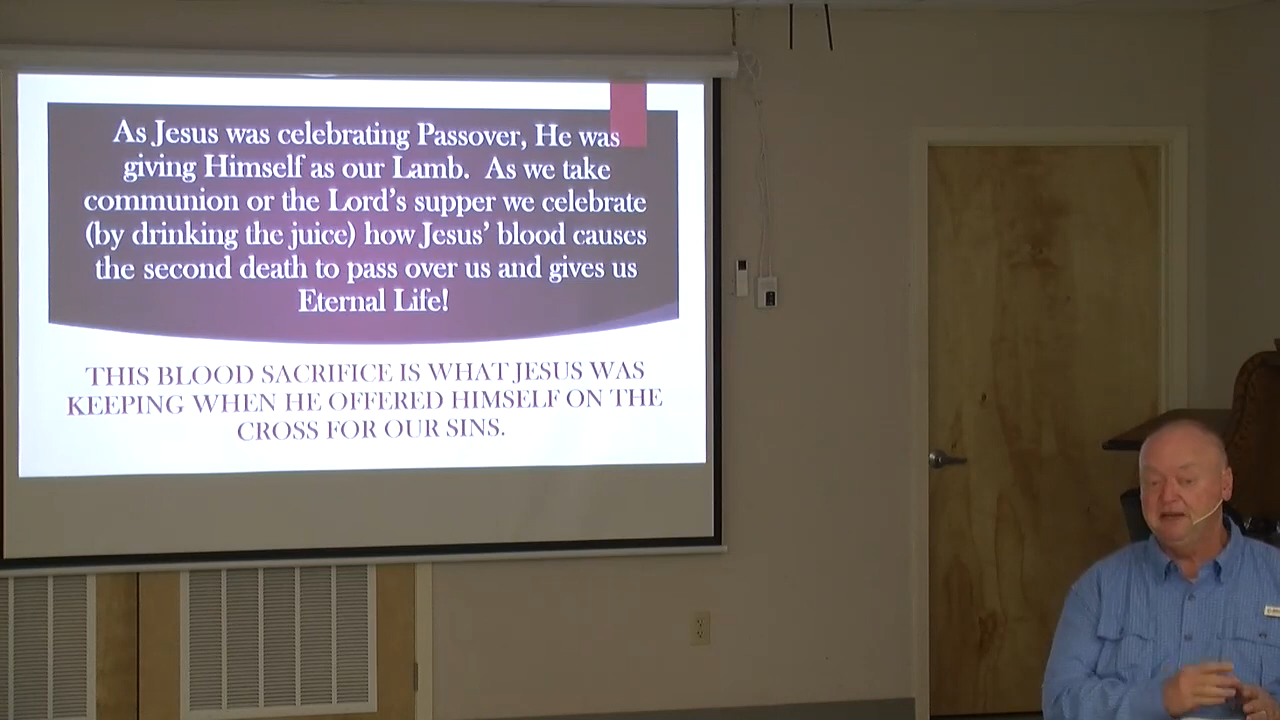 As Jesus was celebrating Passover, He was
giving Himself as our Lamb. As we take
communion or the Lord's supper we celebrate
(by drinking the juice) how Jesus' blood causes
the second death to pass over us and gives us
Eternal Life!
THIS BLOOD SACRIFICE IS WHAT JESUS WAS
KEEPING WHEN HE OFFERED HIMSELF ON THE
CROSS FOR OUR SINS.